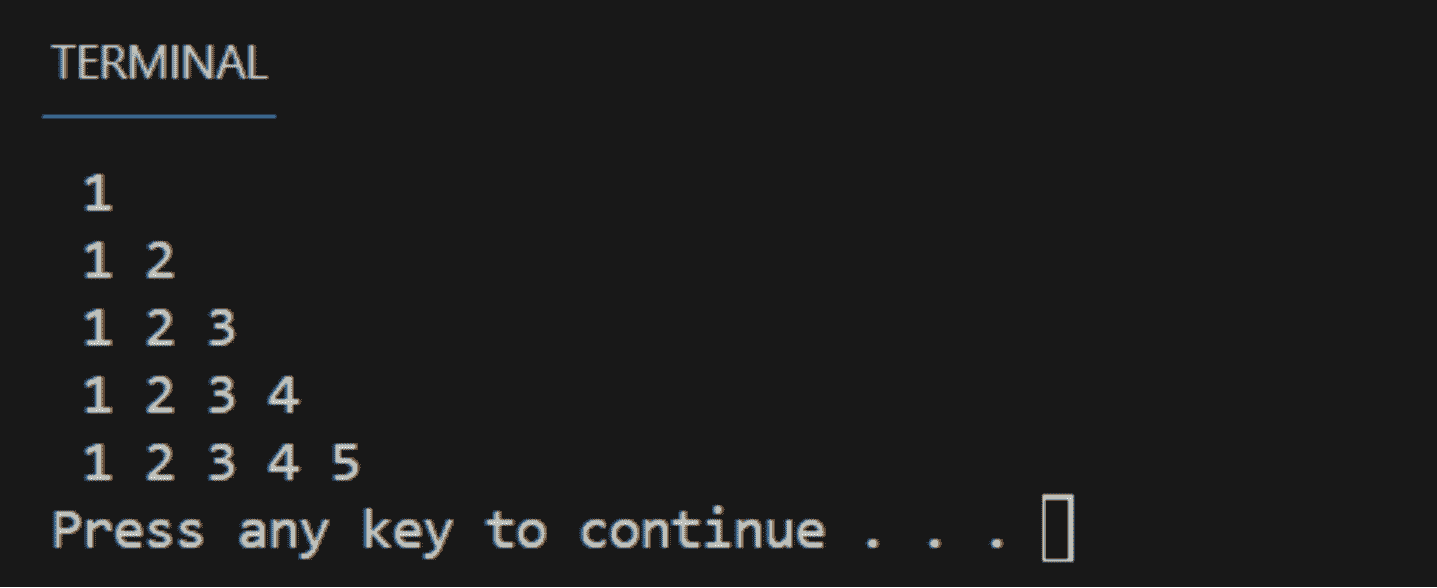 TERMINAL
1
1 2
1 2 3
1 2 3 4
1 2 3 4 5
Press any key to continue . . .